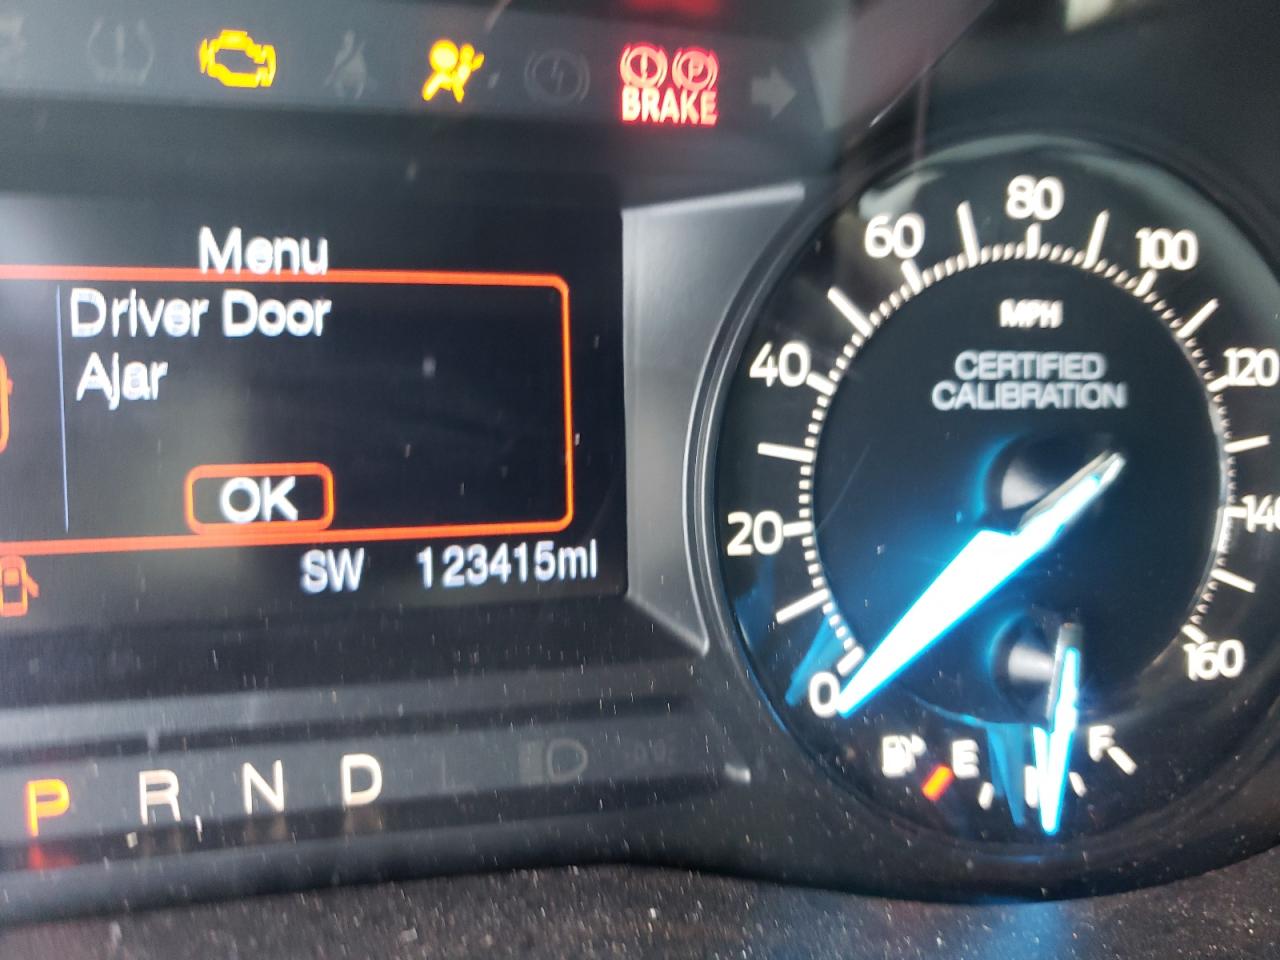 P
BRAKE
Menu
Driver Door
Ajar
OK
SW 123415mi
P R N D L
0
20
40
60
80
100
120
140
160
MPH
CERTIFIED
CALIBRATION
E
F